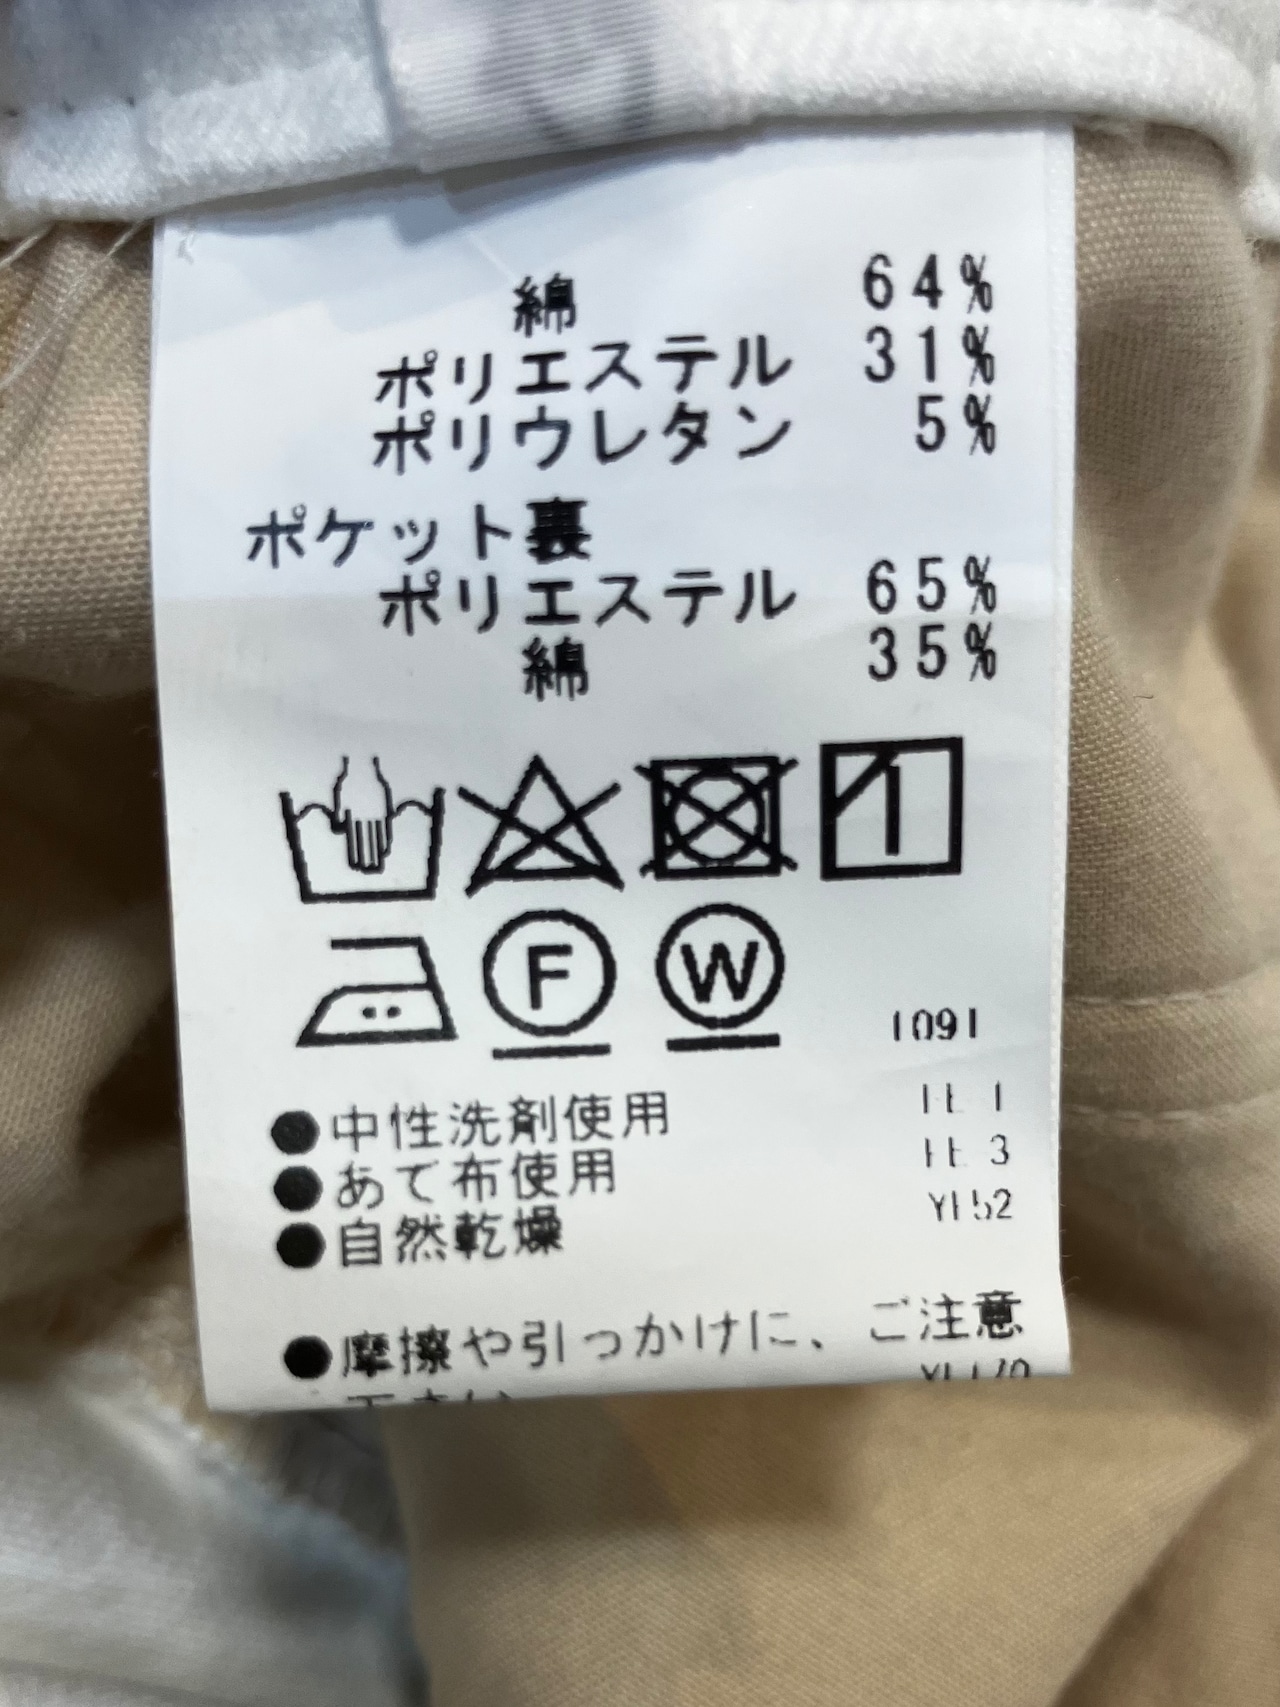 綿 64%
ポリエステル 31%
ポリウレタン 5%
ポケット裏
ポリエステル 65%
綿 35%
F W
1091
●中性洗剤使用
●あて布使用
●自然乾燥
●摩擦や引っかけに、ご注意